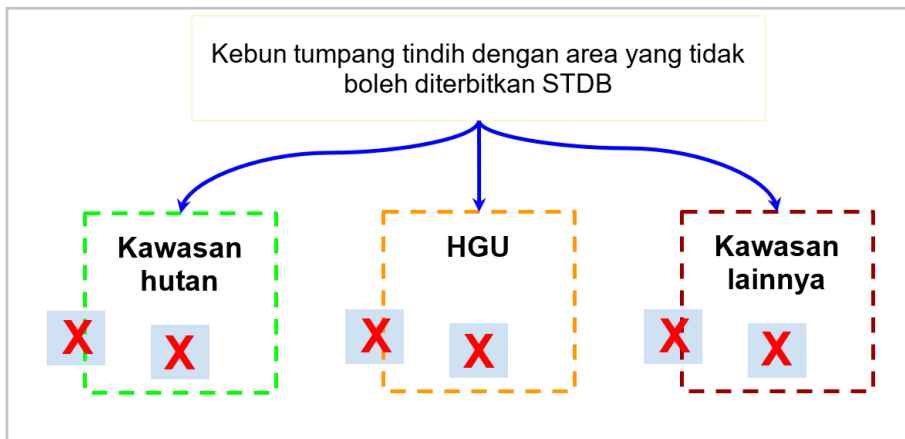 Kebun tumpang tindih dengan area yang tidak
boleh diterbitkan STDB
Kawasan
hutan
HGU
Kawasan
lainnya
X
X
X
X
X
X